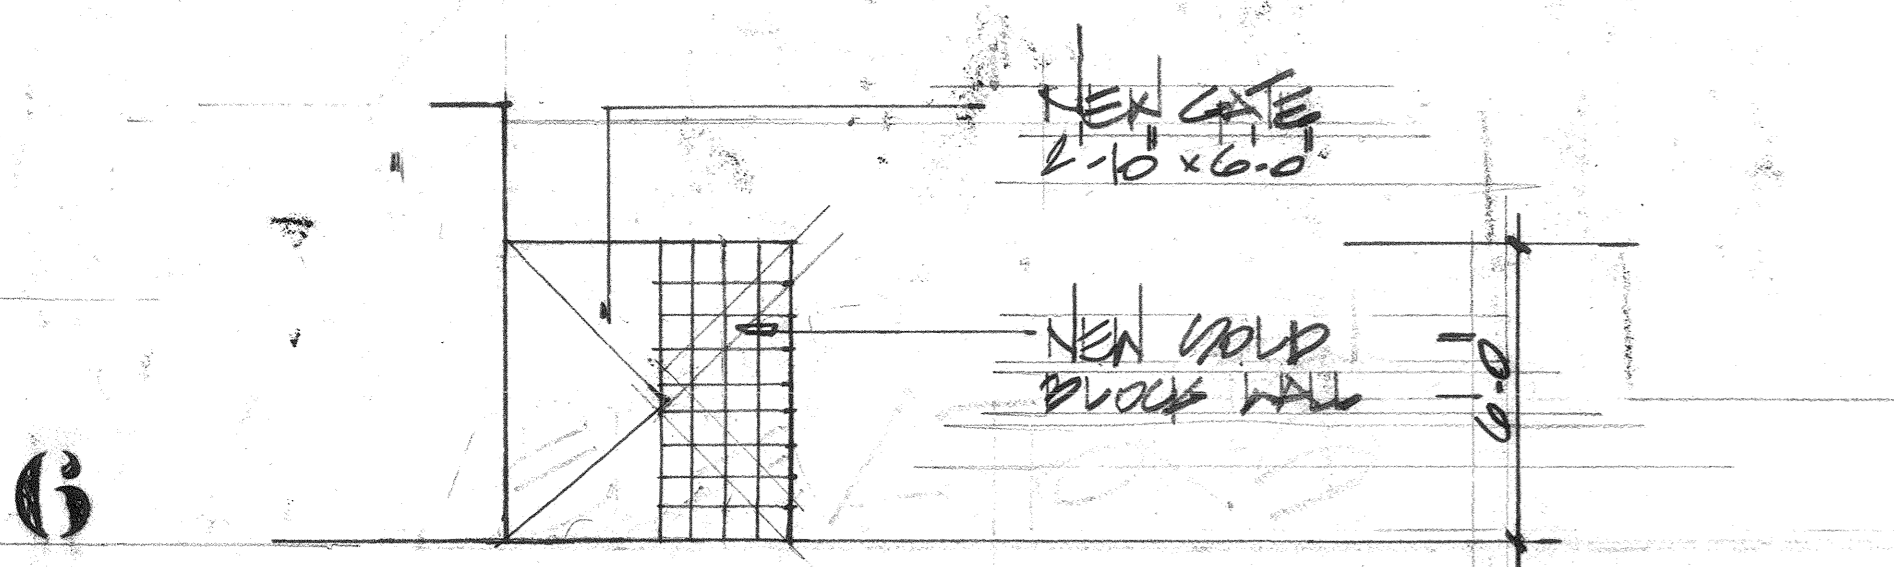 NEW GATE
2'-10" x 6'-0"
NEW SOLID
BLOCK WALL
6'-0"
6